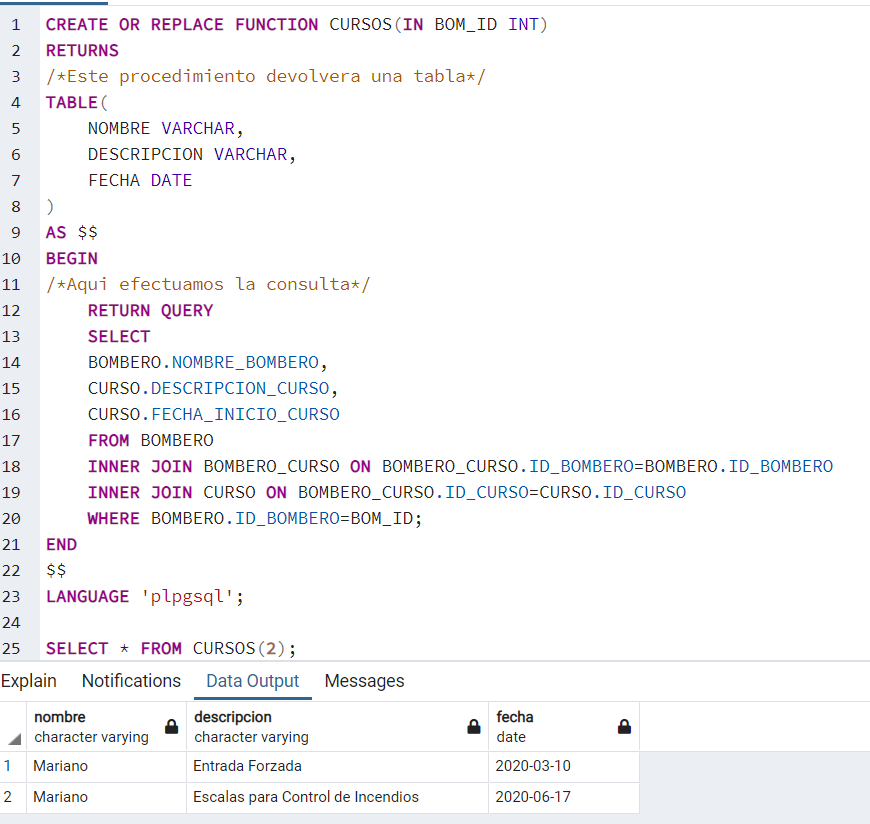 1 CREATE OR REPLACE FUNCTION CURSOS(IN BOM_ID INT)
2 RETURNS
3 /*Este procedimiento devolvera una tabla*/
4 TABLE(
5 NOMBRE VARCHAR,
6 DESCRIPCION VARCHAR,
7 FECHA DATE
8 )
9 AS $$
10 BEGIN
11 /*Aqui efectuamos la consulta*/
12 RETURN QUERY
13 SELECT
14 BOMBERO.NOMBRE_BOMBERO,
15 CURSO.DESCRIPCION_CURSO,
16 CURSO.FECHA_INICIO_CURSO
17 FROM BOMBERO
18 INNER JOIN BOMBERO_CURSO ON BOMBERO_CURSO.ID_BOMBERO=BOMBERO.ID_BOMBERO
19 INNER JOIN CURSO ON BOMBERO_CURSO.ID_CURSO=CURSO.ID_CURSO
20 WHERE BOMBERO.ID_BOMBERO=BOM_ID;
21 END
22 $$
23 LANGUAGE 'plpgsql';
24
25 SELECT * FROM CURSOS(2);
Explain Notifications Data Output Messages
nombre descripcion fecha
character varying character varying date
1 Mariano Entrada Forzada 2020-03-10
2 Mariano Escalas para Control de Incendios 2020-06-17